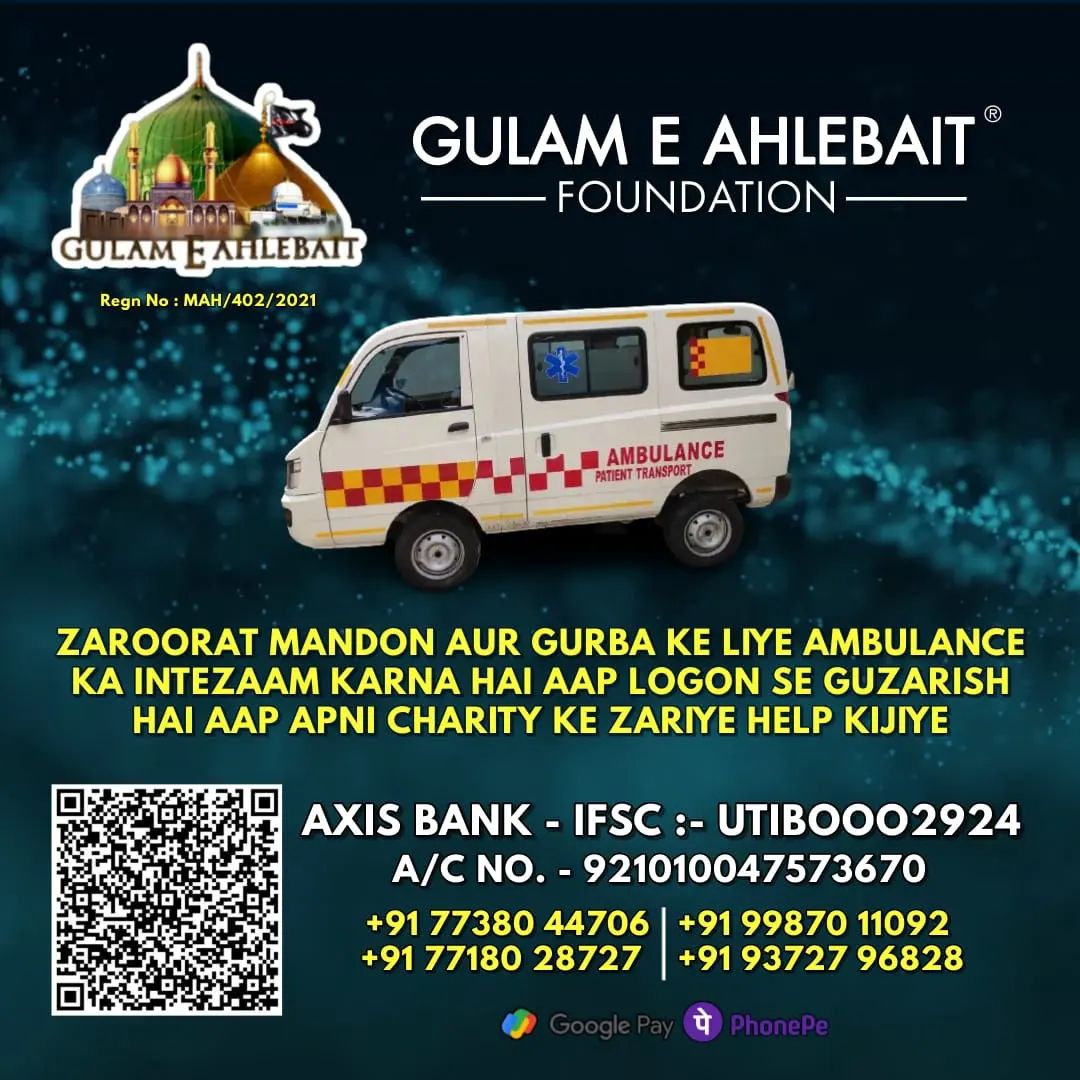 GULAM E AHLEBAIT
Regn No : MAH/402/2021
GULAM E AHLEBAIT®
FOUNDATION
AMBULANCE
PATIENT TRANSPORT
ZAROORAT MANDON AUR GURBA KE LIYE AMBULANCE
KA INTEZAAM KARNA HAI AAP LOGON SE GUZARISH
HAI AAP APNI CHARITY KE ZARIYE HELP KIJIYE
AXIS BANK - IFSC :- UTIBOOO2924
A/C NO. - 921010047573670
+91 77380 44706 | +91 99870 11092
+91 77180 28727 | +91 93727 96828
Google Pay पे PhonePe